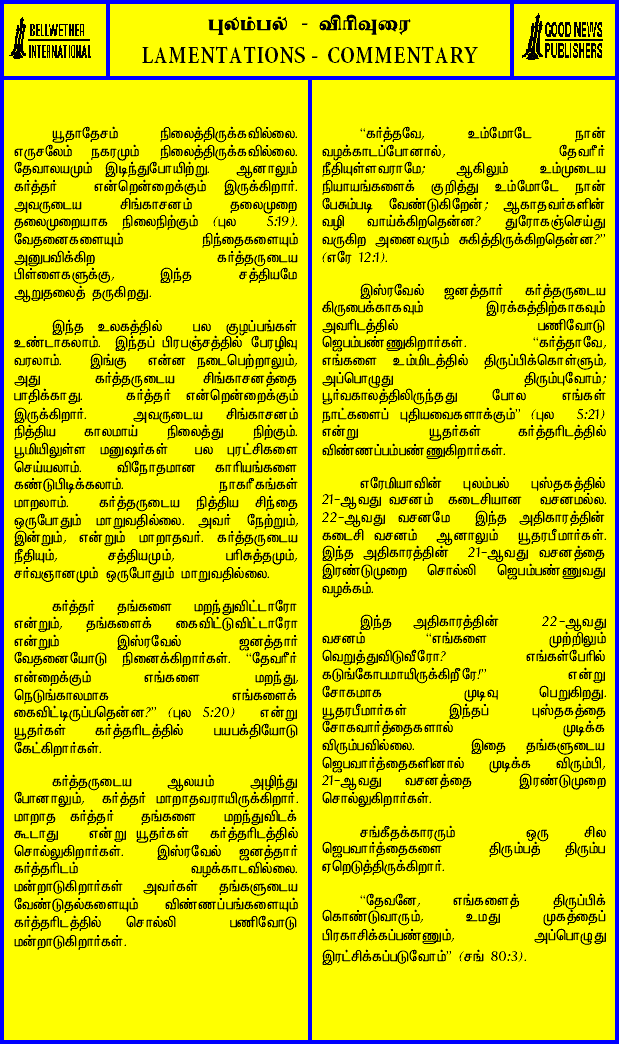 BELLWETHER
INTERNATIONAL
புலம்பல் - விரிவுரை
LAMENTATIONS - COMMENTARY
GOOD NEWS
PUBLISHERS
யூதாதேசம் நிலைத்திருக்கவில்லை.
எருசலேம் நகரமும் நிலைத்திருக்கவில்லை.
தேவாலயமும் இடிந்துபோயிற்று. ஆனாலும்
கர்த்தர் என்றென்றைக்கும் இருக்கிறார்.
அவருடைய சிங்காசனம் தலைமுறை
தலைமுறையாக நிலைநிற்கும் (புல 5:19).
வேதனைகளையும் நிந்தைகளையும்
அனுபவிக்கிற கர்த்தருடைய
பிள்ளைகளுக்கு, இந்த சத்தியமே
ஆறுதலைத் தருகிறது.
இந்த உலகத்தில் பல குழப்பங்கள்
உண்டாகலாம். இந்தப் பிரபஞ்சத்தில் பேரழிவு
வரலாம். இங்கு என்ன நடைபெற்றாலும்,
அது கர்த்தருடைய சிங்காசனத்தை
பாதிக்காது. கர்த்தர் என்றென்றைக்கும்
இருக்கிறார். அவருடைய சிங்காசனம்
நித்திய காலமாய் நிலைத்து நிற்கும்.
பூமியிலுள்ள மனுஷர்கள் பல புரட்சிகளை
செய்யலாம். விநோதமான காரியங்களை
கண்டுபிடிக்கலாம். நாகரீகங்கள்
மாறலாம். கர்த்தருடைய நித்திய சிந்தை
ஒருபோதும் மாறுவதில்லை. அவர் நேற்றும்,
இன்றும், என்றும் மாறாதவர். கர்த்தருடைய
நீதியும், சத்தியமும், பரிசுத்தமும்,
சர்வஞானமும் ஒருபோதும் மாறுவதில்லை.
கர்த்தர் தங்களை மறந்துவிட்டாரோ
என்றும், தங்களைக் கைவிட்டுவிட்டாரோ
என்றும் இஸ்ரவேல் ஜனத்தார்
வேதனையோடு நினைக்கிறார்கள். "தேவரீர்
என்றைக்கும் எங்களை மறந்து,
நெடுங்காலமாக எங்களைக்
கைவிட்டிருப்பதென்ன?" (புல 5:20) என்று
யூதர்கள் கர்த்தரிடத்தில் பயபக்தியோடு
கேட்கிறார்கள்.
கர்த்தருடைய ஆலயம் அழிந்து
போனாலும், கர்த்தர் மாறாதவராயிருக்கிறார்.
மாறாத கர்த்தர் தங்களை மறந்துவிடக்
கூடாது என்று யூதர்கள் கர்த்தரிடத்தில்
சொல்லுகிறார்கள். இஸ்ரவேல் ஜனத்தார்
கர்த்தரிடம் வழக்காடவில்லை.
மன்றாடுகிறார்கள் அவர்கள் தங்களுடைய
வேண்டுதல்களையும் விண்ணப்பங்களையும்
கர்த்தரிடத்தில் சொல்லி பணிவோடு
மன்றாடுகிறார்கள்.
"கர்த்தவே, உம்மோடே நான்
வழக்காடப்போனால், தேவரீர்
நீதியுள்ளவராமே; ஆகிலும் உம்முடைய
நியாயங்களைக் குறித்து உம்மோடே நான்
பேசும்படி வேண்டுகிறேன்; ஆகாதவர்களின்
வழி வாய்க்கிறதென்ன? துரோகஞ்செய்து
வருகிற அனைவரும் சுகித்திருக்கிறதென்ன?"
(எரே 12:1).
இஸ்ரவேல் ஜனத்தார் கர்த்தருடைய
கிருபைக்காகவும் இரக்கத்திற்காகவும்
அவரிடத்தில் பணிவோடு
ஜெபம்பண்ணுகிறார்கள். "கர்த்தாவே,
எங்களை உம்மிடத்தில் திருப்பிக்கொள்ளும்,
அப்பொழுது திரும்புவோம்;
பூர்வகாலத்திலிருந்தது போல எங்கள்
நாட்களைப் புதியவைகளாக்கும்" (புல 5:21)
என்று யூதர்கள் கர்த்தரிடத்தில்
விண்ணப்பம்பண்ணுகிறார்கள்.
எரேமியாவின் புலம்பல் புஸ்தகத்தில்
21-ஆவது வசனம் கடைசியான வசனமல்ல.
22-ஆவது வசனமே இந்த அதிகாரத்தின்
கடைசி வசனம் ஆனாலும் யூதரபீமார்கள்.
இந்த அதிகாரத்தின் 21-ஆவது வசனத்தை
இரண்டுமுறை சொல்லி ஜெபம்பண்ணுவது
வழக்கம்.
இந்த அதிகாரத்தின் 22-ஆவது
வசனம் "எங்களை முற்றிலும்
வெறுத்துவிடுவீரோ? எங்கள்பேரில்
கடுங்கோபமாயிருக்கிறீரே!" என்று
சோகமாக முடிவு பெறுகிறது.
யூதரபீமார்கள் இந்தப் புஸ்தகத்தை
சோகவார்த்தைகளால் முடிக்க
விரும்பவில்லை. இதை தங்களுடைய
ஜெபவார்த்தைகளினால் முடிக்க விரும்பி,
21-ஆவது வசனத்தை இரண்டுமுறை
சொல்லுகிறார்கள்.
சங்கீதக்காரரும் ஒரு சில
ஜெபவார்த்தைகளை திரும்பத் திரும்ப
ஏறெடுத்திருக்கிறார்.
"தேவனே, எங்களைத் திருப்பிக்
கொண்டுவாரும், உமது முகத்தைப்
பிரகாசிக்கப்பண்ணும், அப்பொழுது
இரட்சிக்கப்படுவோம்" (சங் 80:3).